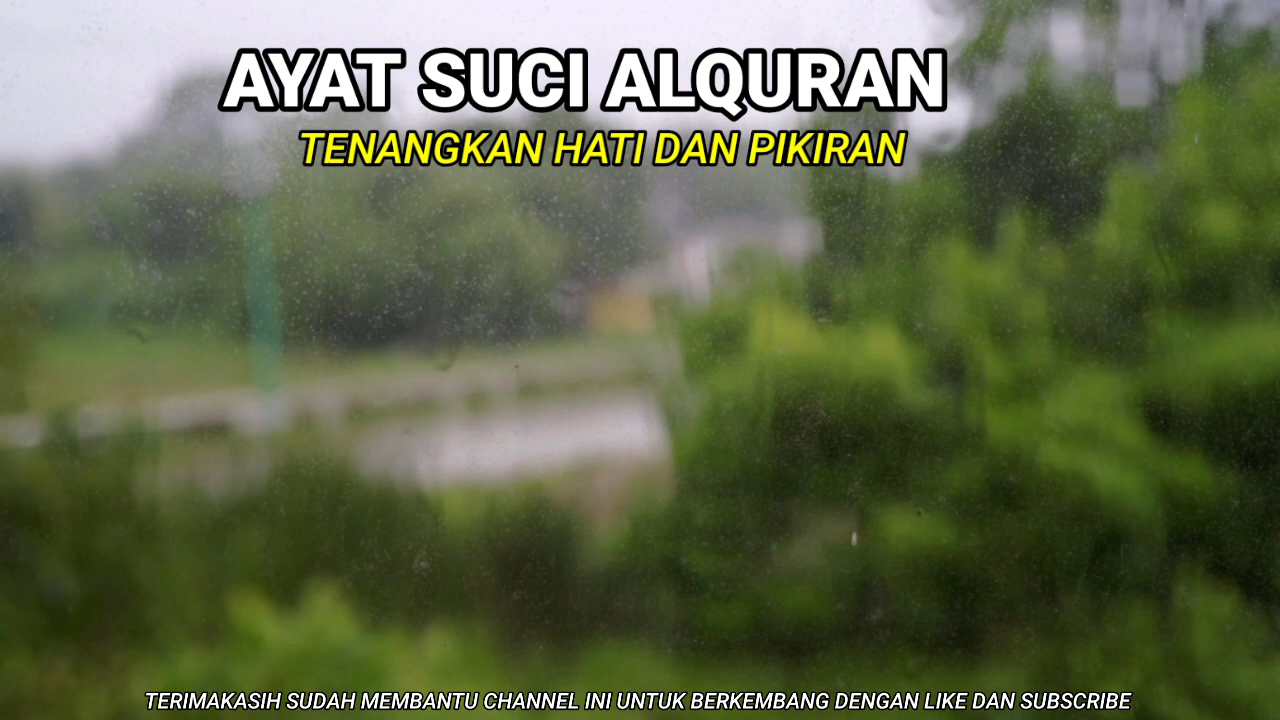 AYAT SUCI ALQURAN
TENANGKAN HATI DAN PIKIRAN
TERIMAKASIH SUDAH MEMBANTU CHANNEL INI UNTUK BERKEMBANG DENGAN LIKE DAN SUBSCRIBE